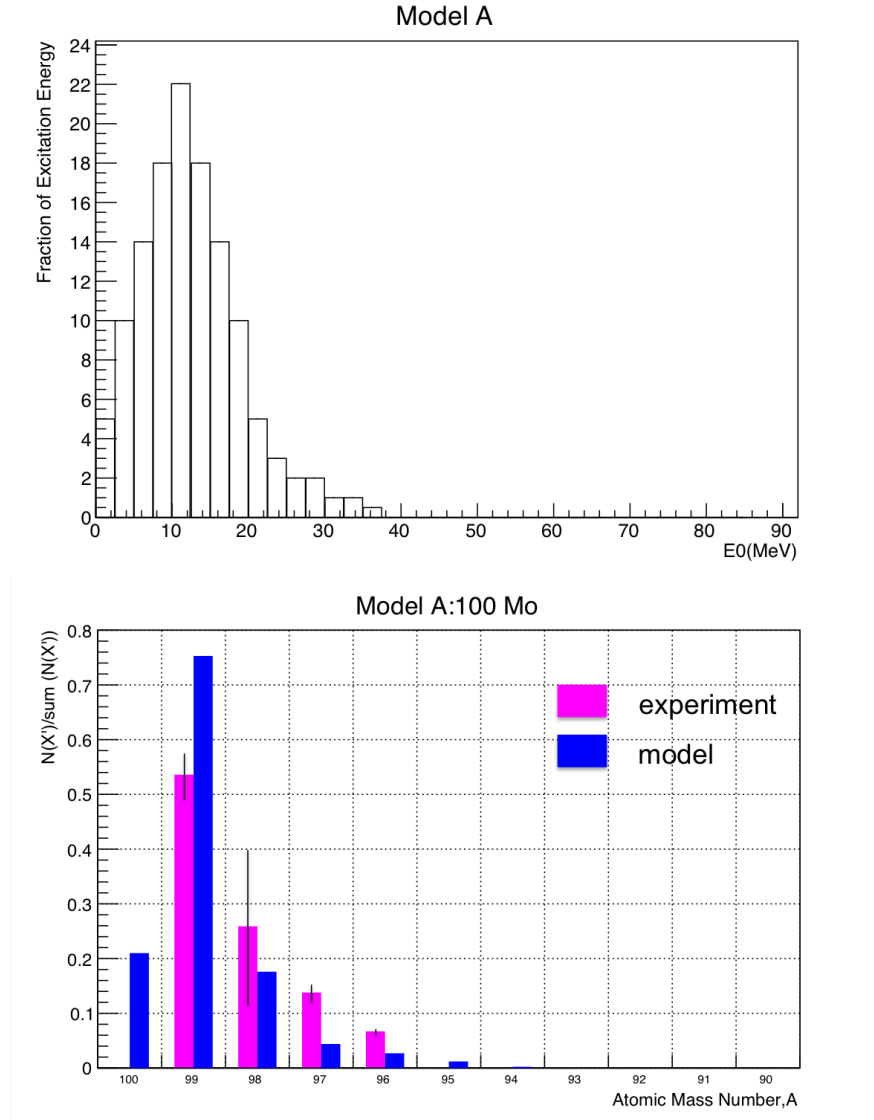 Model A
Fraction of Excitation Energy
24
22
20
18
16
14
12
10
8
6
4
2
0
0 10 20 30 40 50 60 70 80 90
E0(MeV)
Model A:100 Mo
N(X')/sum (N(X'))
0.8
0.7
0.6
0.5
0.4
0.3
0.2
0.1
0
experiment
model
100 99 98 97 96 95 94 93 92 91 90
Atomic Mass Number,A